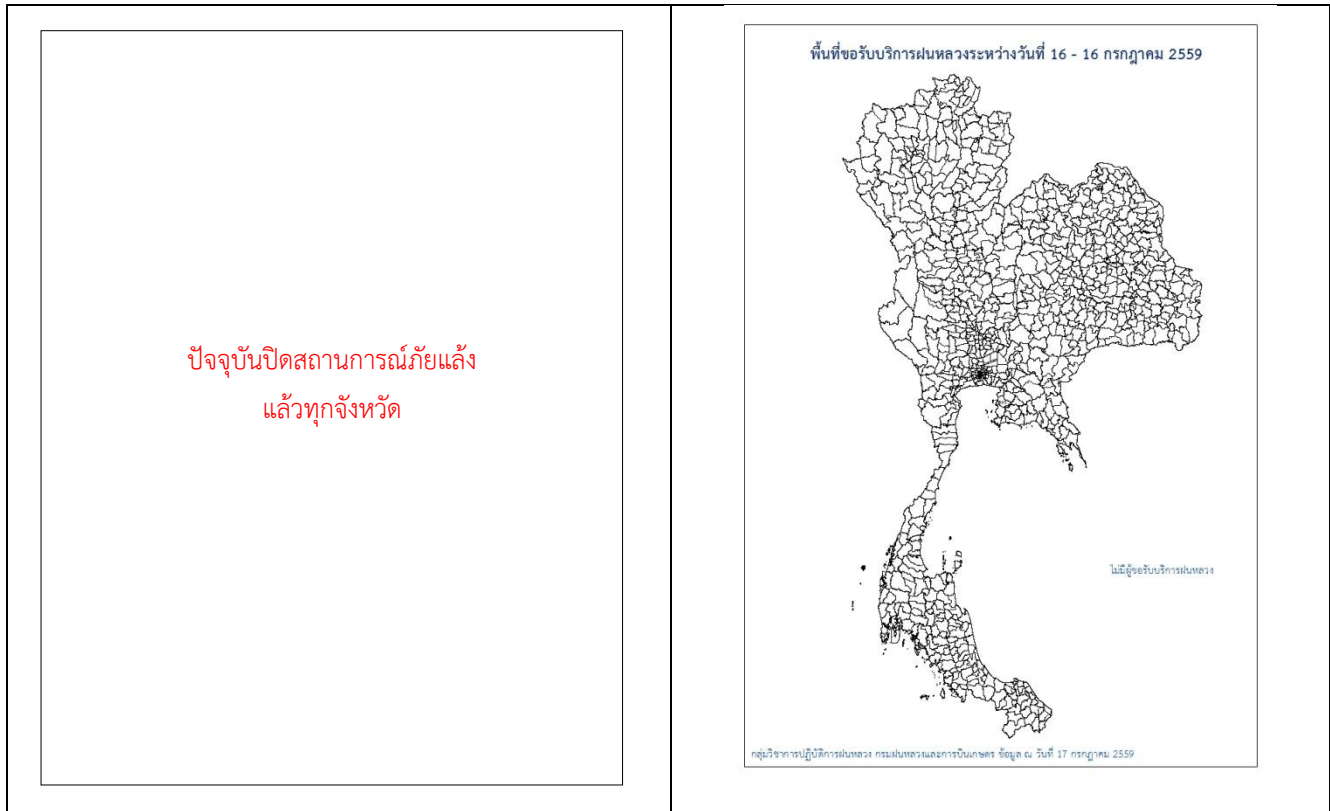 ปัจจุบันปิดสถานการณ์ภัยแล้ง
แล้วทุกจังหวัด
พื้นที่ขอรับบริการฝนหลวงระหว่างวันที่ 16 - 16 กรกฎาคม 2559
ไม่มีผู้ขอรับบริการฝนหลวง
กลุ่มวิชาการปฏิบัติการฝนหลวง กรมฝนหลวงและการบินเกษตร ข้อมูล ณ วันที่ 17 กรกฎาคม 2559